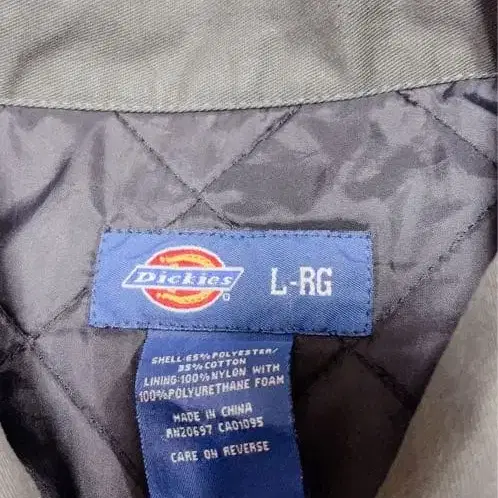 Dickies
L-RG
SHELL:65% POLYESTER/
35% COTTON
LINING:100% NYLON WITH
100% POLYURETHANE FOAM
MADE IN CHINA
RN20697 CA01095
CARE ON REVERSE